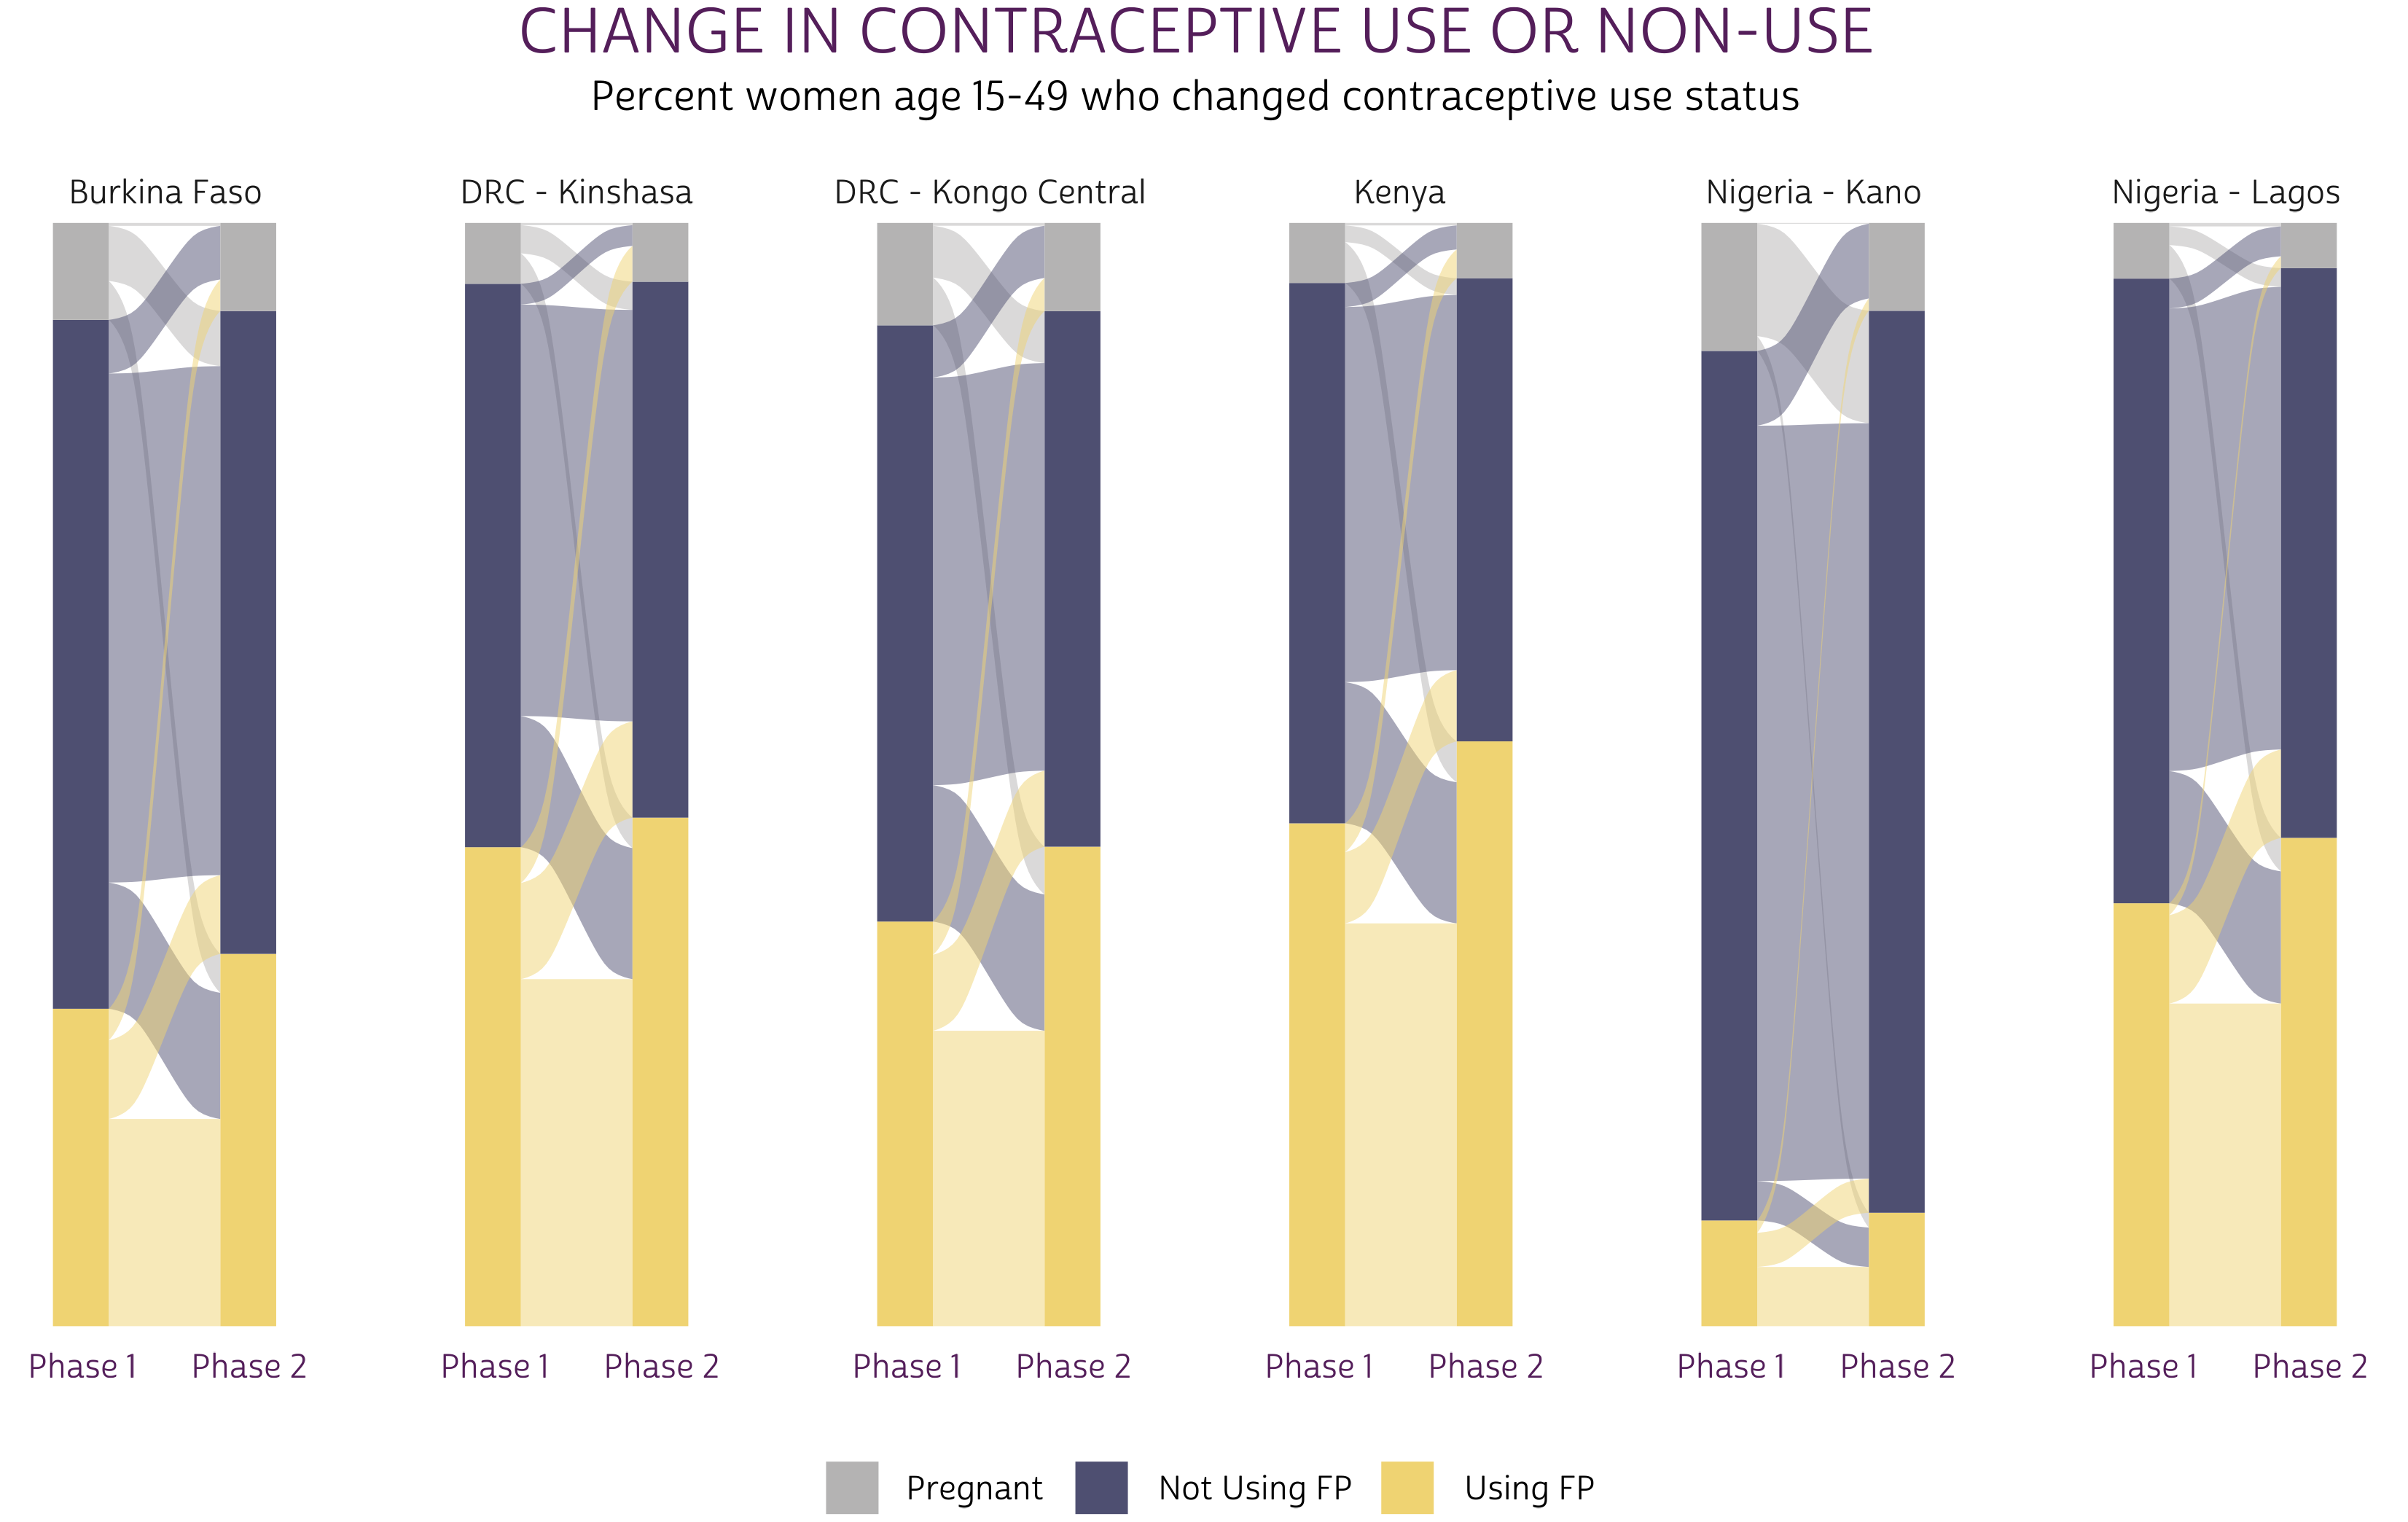 CHANGE IN CONTRACEPTIVE USE OR NON-USE
Percent women age 15-49 who changed contraceptive use status
Burkina Faso
DRC - Kinshasa
DRC - Kongo Central
Kenya
Nigeria - Kano
Nigeria - Lagos
Phase 1 Phase 2
Phase 1 Phase 2
Phase 1 Phase 2
Phase 1 Phase 2
Phase 1 Phase 2
Phase 1 Phase 2
Pregnant
Not Using FP
Using FP